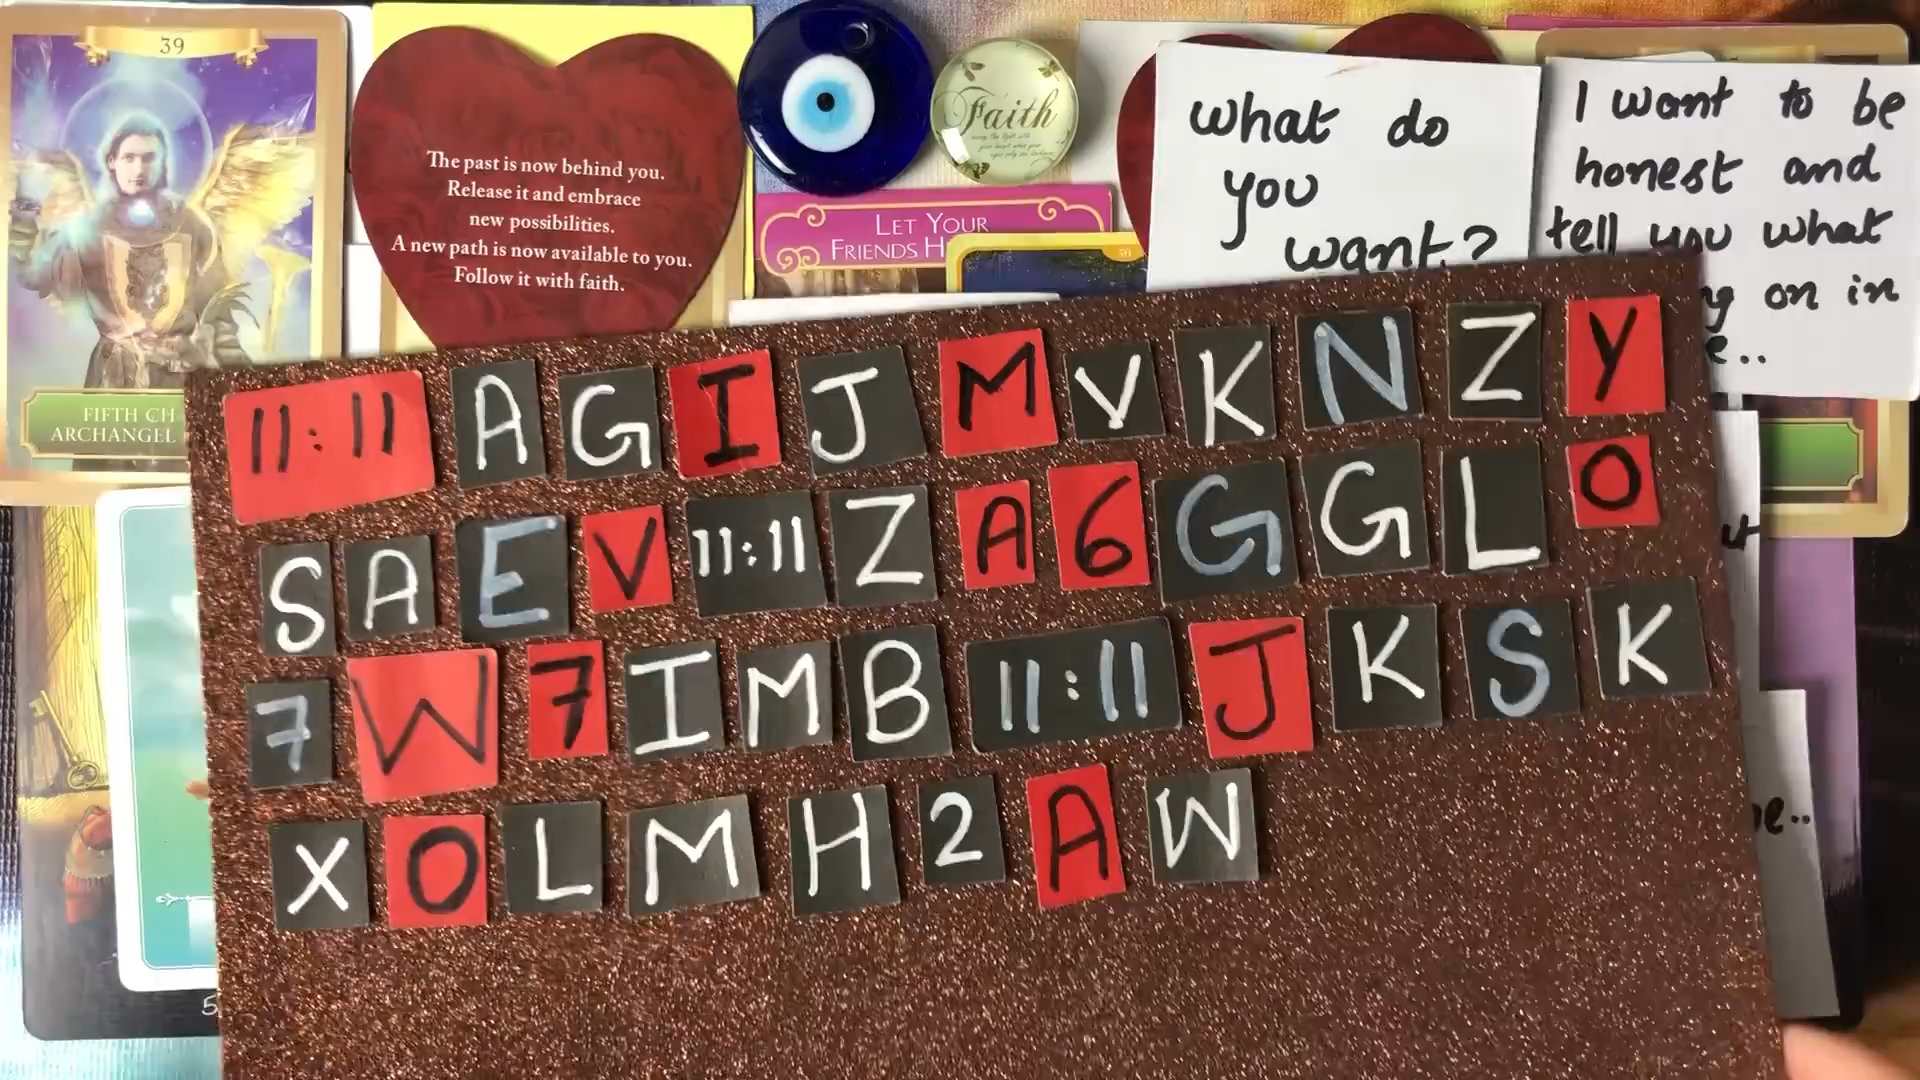 39
FIFTH CH
ARCHANGEL
The past is now behind you.
Release it and embrace
new possibilities.
A new path is now available to you.
Follow it with faith.
Faith
LET YOUR
FRIENDS H
50
What do
you
want?
I want to be
honest and
tell you what
on in
11:11 A G I J M V K N Z Y
S A E V 11:11 Z A 6 G G L O
7 W 7 I M B 11:11 J K S K
X O L M H 2 A W
5